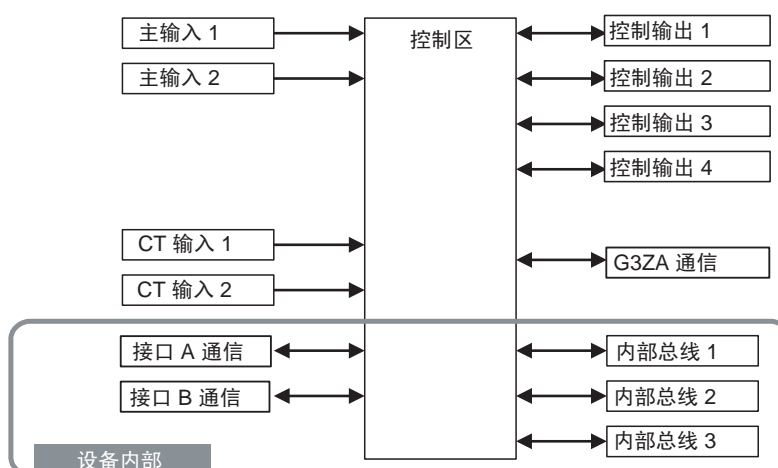 主输入 1
主输入 2
CT 输入 1
CT 输入 2
接口 A 通信
接口 B 通信
设备内部
控制区
控制输出 1
控制输出 2
控制输出 3
控制输出 4
G3ZA 通信
内部总线 1
内部总线 2
内部总线 3